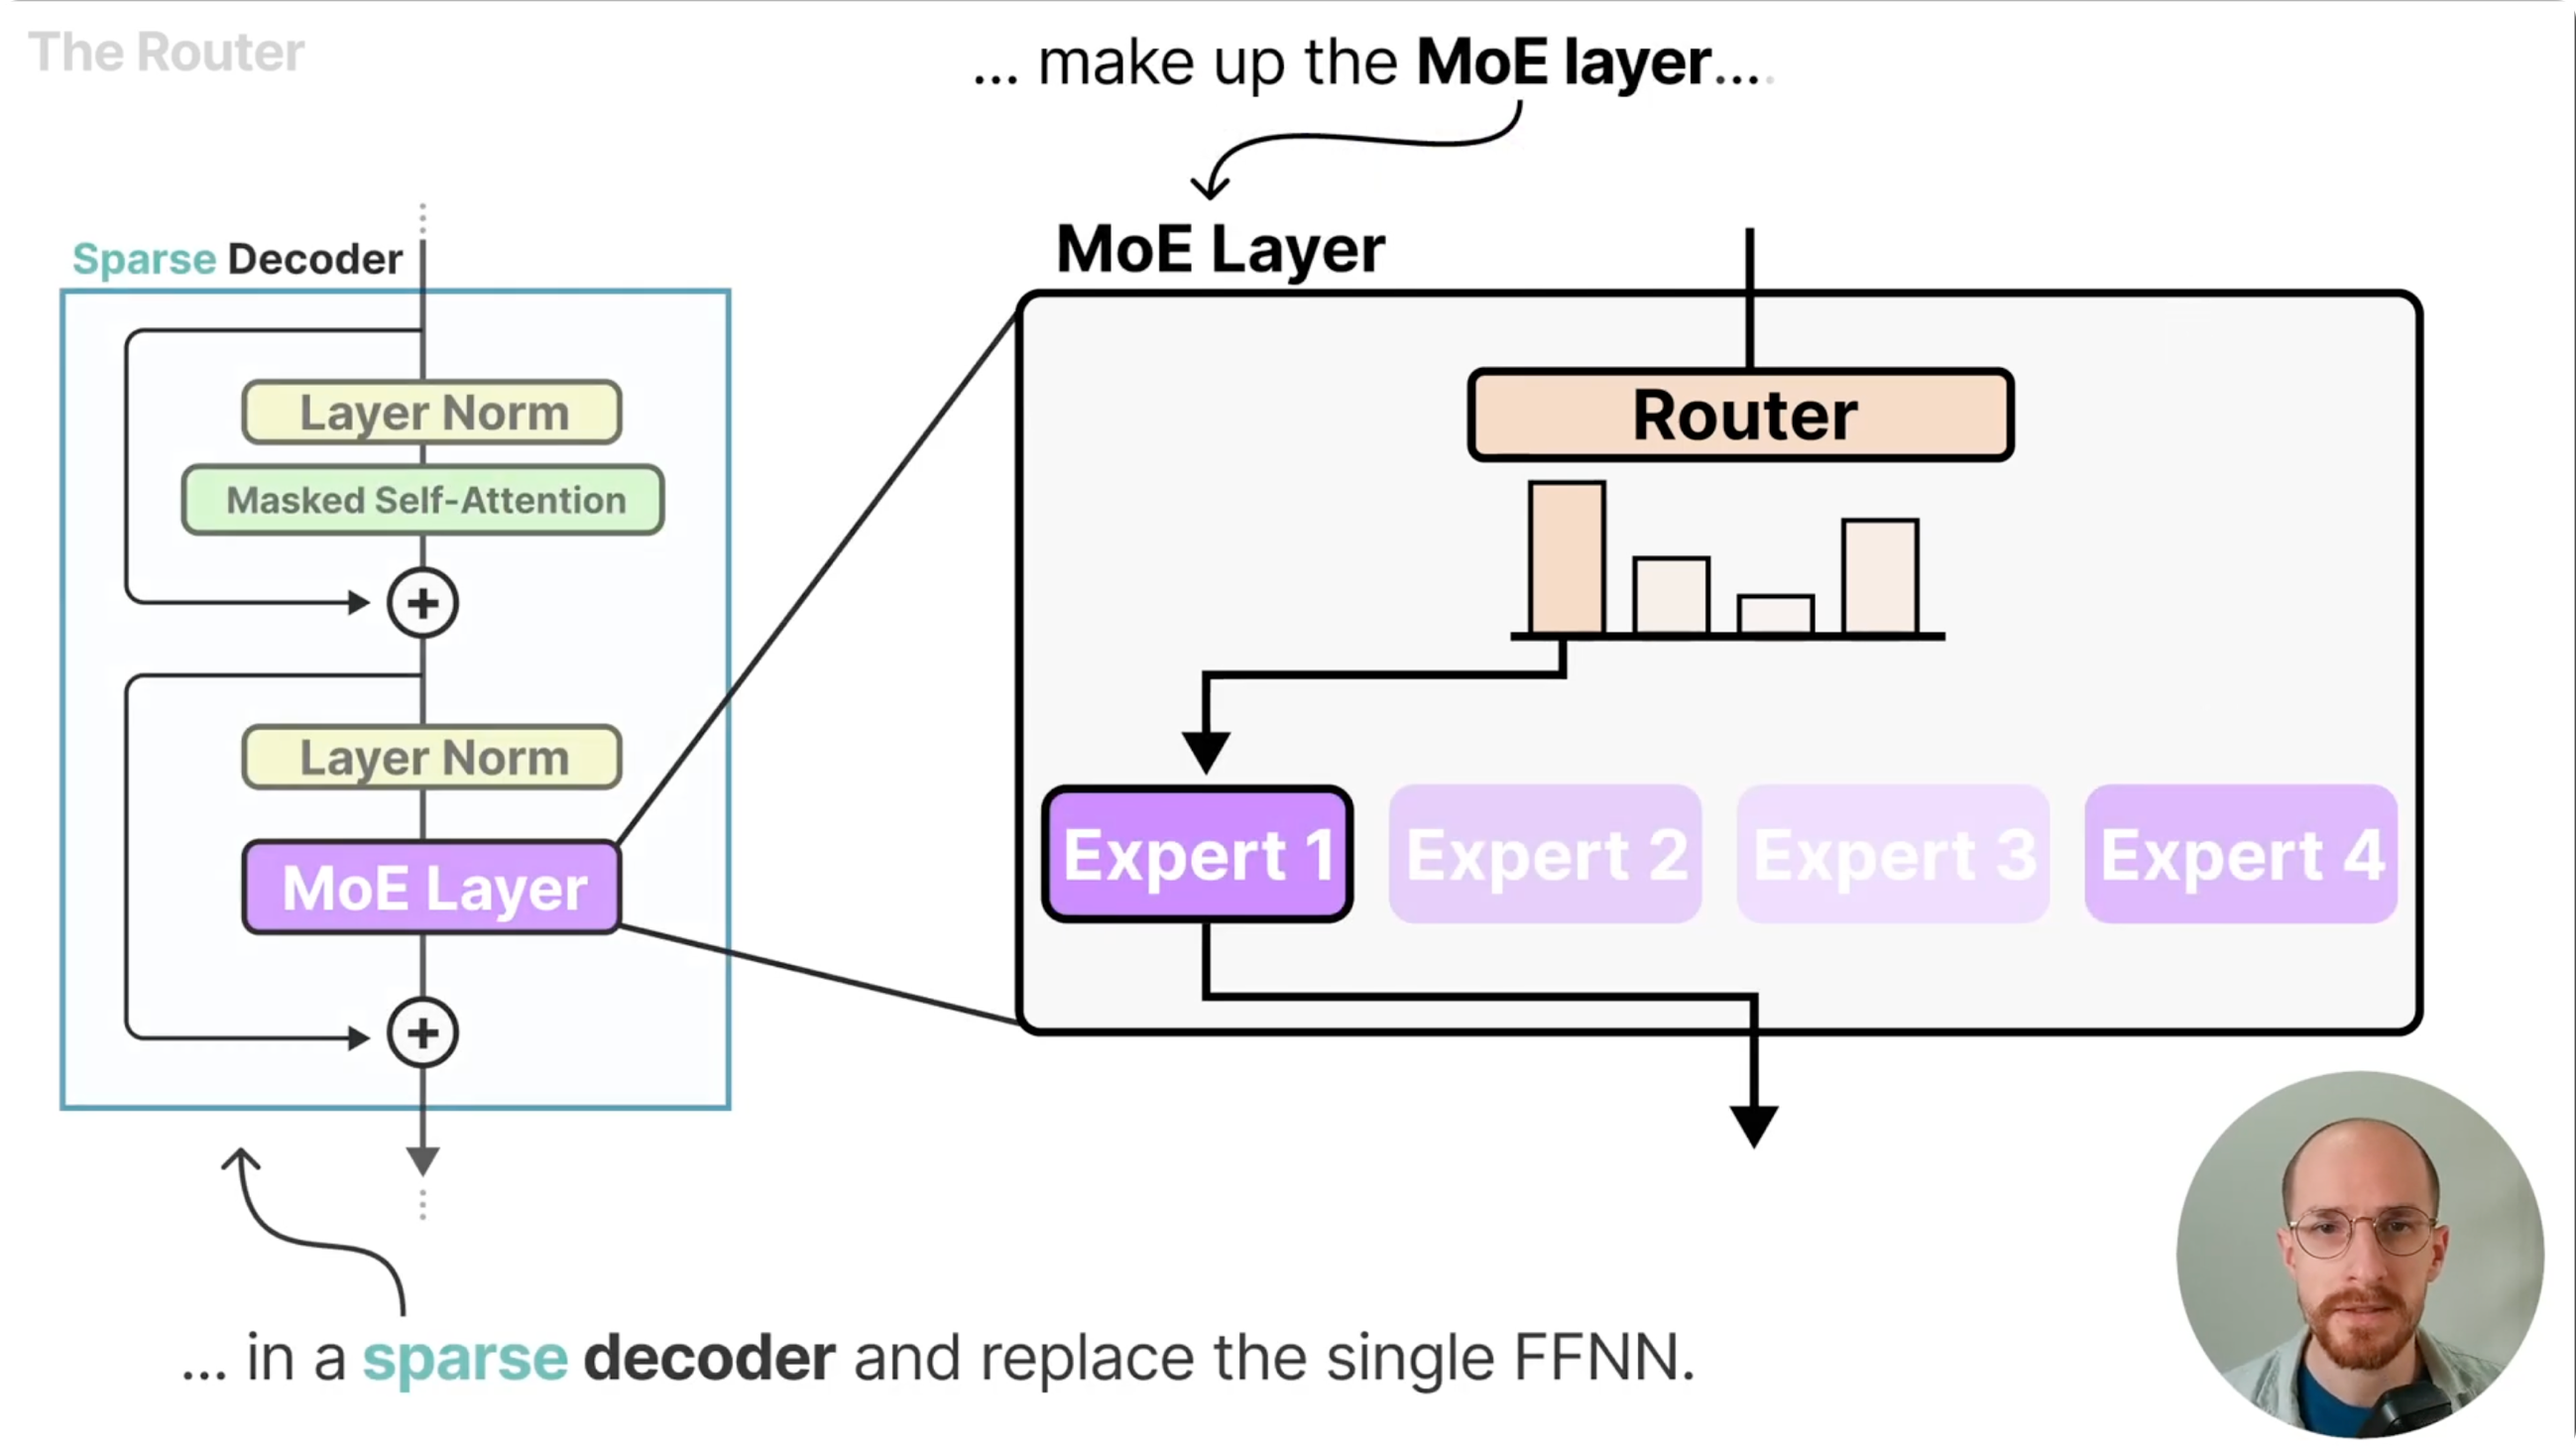 The Router
... make up the MoE layer....
Sparse Decoder
Layer Norm
Masked Self-Attention
+
Layer Norm
MoE Layer
+
MoE Layer
Router
Expert 1
Expert 2
Expert 3
Expert 4
... in a sparse decoder and replace the single FFNN.